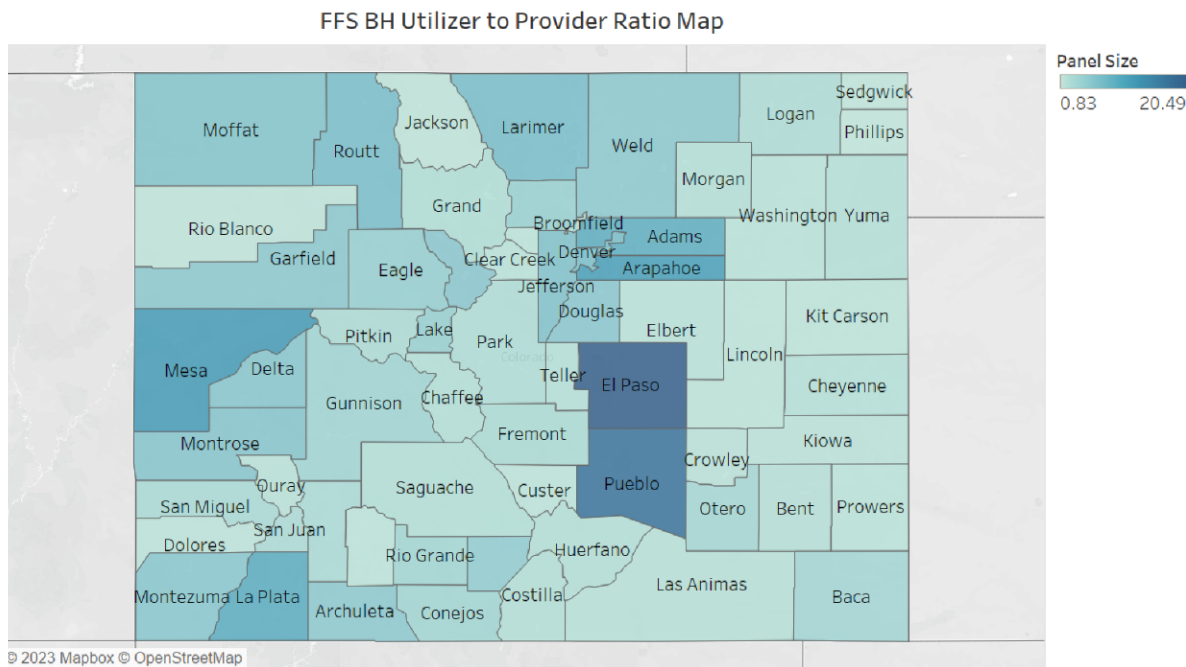 FFS BH Utilizer to Provider Ratio Map
Panel Size
0.83 20.49
Sedgwick
Logan
Jackson
Larimer
Moffat
Phillips
Weld
Routt
Morgan
Grand
Washington Yuma
Broomfield
Rio Blanco
Adams
Denver
Garfield
Clear Creek
Eagle
Arapahoe
Jefferson
Douglas
Kit Carson
Lake
Elbert
Pitkin
Park
Colorado
Lincoln
Delta
Mesa
Teller
El Paso
Cheyenne
Chaffee
Gunnison
Fremont
Kiowa
Montrose
Crowley
Pueblo
Ouray
Saguache
Custer
San Miguel
Otero
Bent
Prowers
San Juan
Dolores
Huerfano
Rio Grande
Las Animas
Montezuma La Plata
Costilla
Baca
Archuleta
Conejos
© 2023 Mapbox © OpenStreetMap